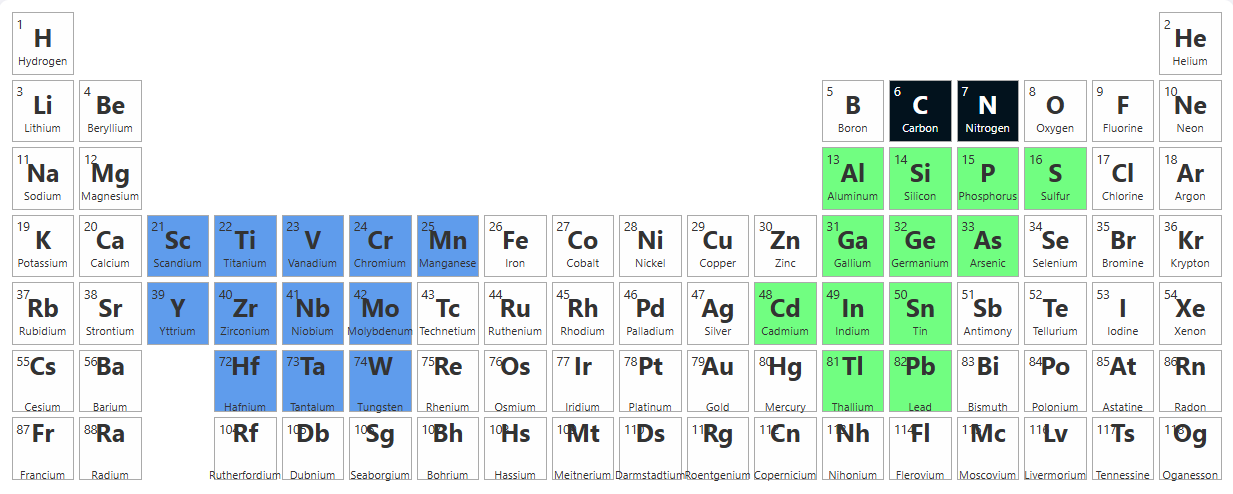 1 2
H He
Hydrogen Helium
3 4 5 6 7 8 9 10
Li Be B C N O F Ne
Lithium Beryllium Boron Carbon Nitrogen Oxygen Fluorine Neon
11 12 13 14 15 16 17 18
Na Mg Al Si P S Cl Ar
Sodium Magnesium Aluminum Silicon Phosphorus Sulfur Chlorine Argon
19 20 21 22 23 24 25 26 27 28 29 30 31 32 33 34 35 36
K Ca Sc Ti V Cr Mn Fe Co Ni Cu Zn Ga Ge As Se Br Kr
Potassium Calcium Scandium Titanium Vanadium Chromium Manganese Iron Cobalt Nickel Copper Zinc Gallium Germanium Arsenic Selenium Bromine Krypton
37 38 39 40 41 42 43 44 45 46 47 48 49 50 51 52 53 54
Rb Sr Y Zr Nb Mo Tc Ru Rh Pd Ag Cd In Sn Sb Te I Xe
Rubidium Strontium Yttrium Zirconium Niobium Molybdenum Technetium Ruthenium Rhodium Palladium Silver Cadmium Indium Tin Antimony Tellurium Iodine Xenon
55 56 72 73 74 75 76 77 78 79 80 81 82 83 84 85 86
Cs Ba Hf Ta W Re Os Ir Pt Au Hg Tl Pb Bi Po At Rn
Cesium Barium Hafnium Tantalum Tungsten Rhenium Osmium Iridium Platinum Gold Mercury Thallium Lead Bismuth Polonium Astatine Radon
87 88 104 105 106 110 112 113 114 115 116 117 118
Fr Ra Rf Db Sg Bh Hs Mt Ds Rg Cn Nh Fl Mc Lv Ts Og
Francium Radium Rutherfordium Dubnium Seaborgium Bohrium Hassium Meitnerium Darmstadtium Roentgenium Copernicium Nihonium Flerovium Moscovium Livermorium Tennessine Oganesson